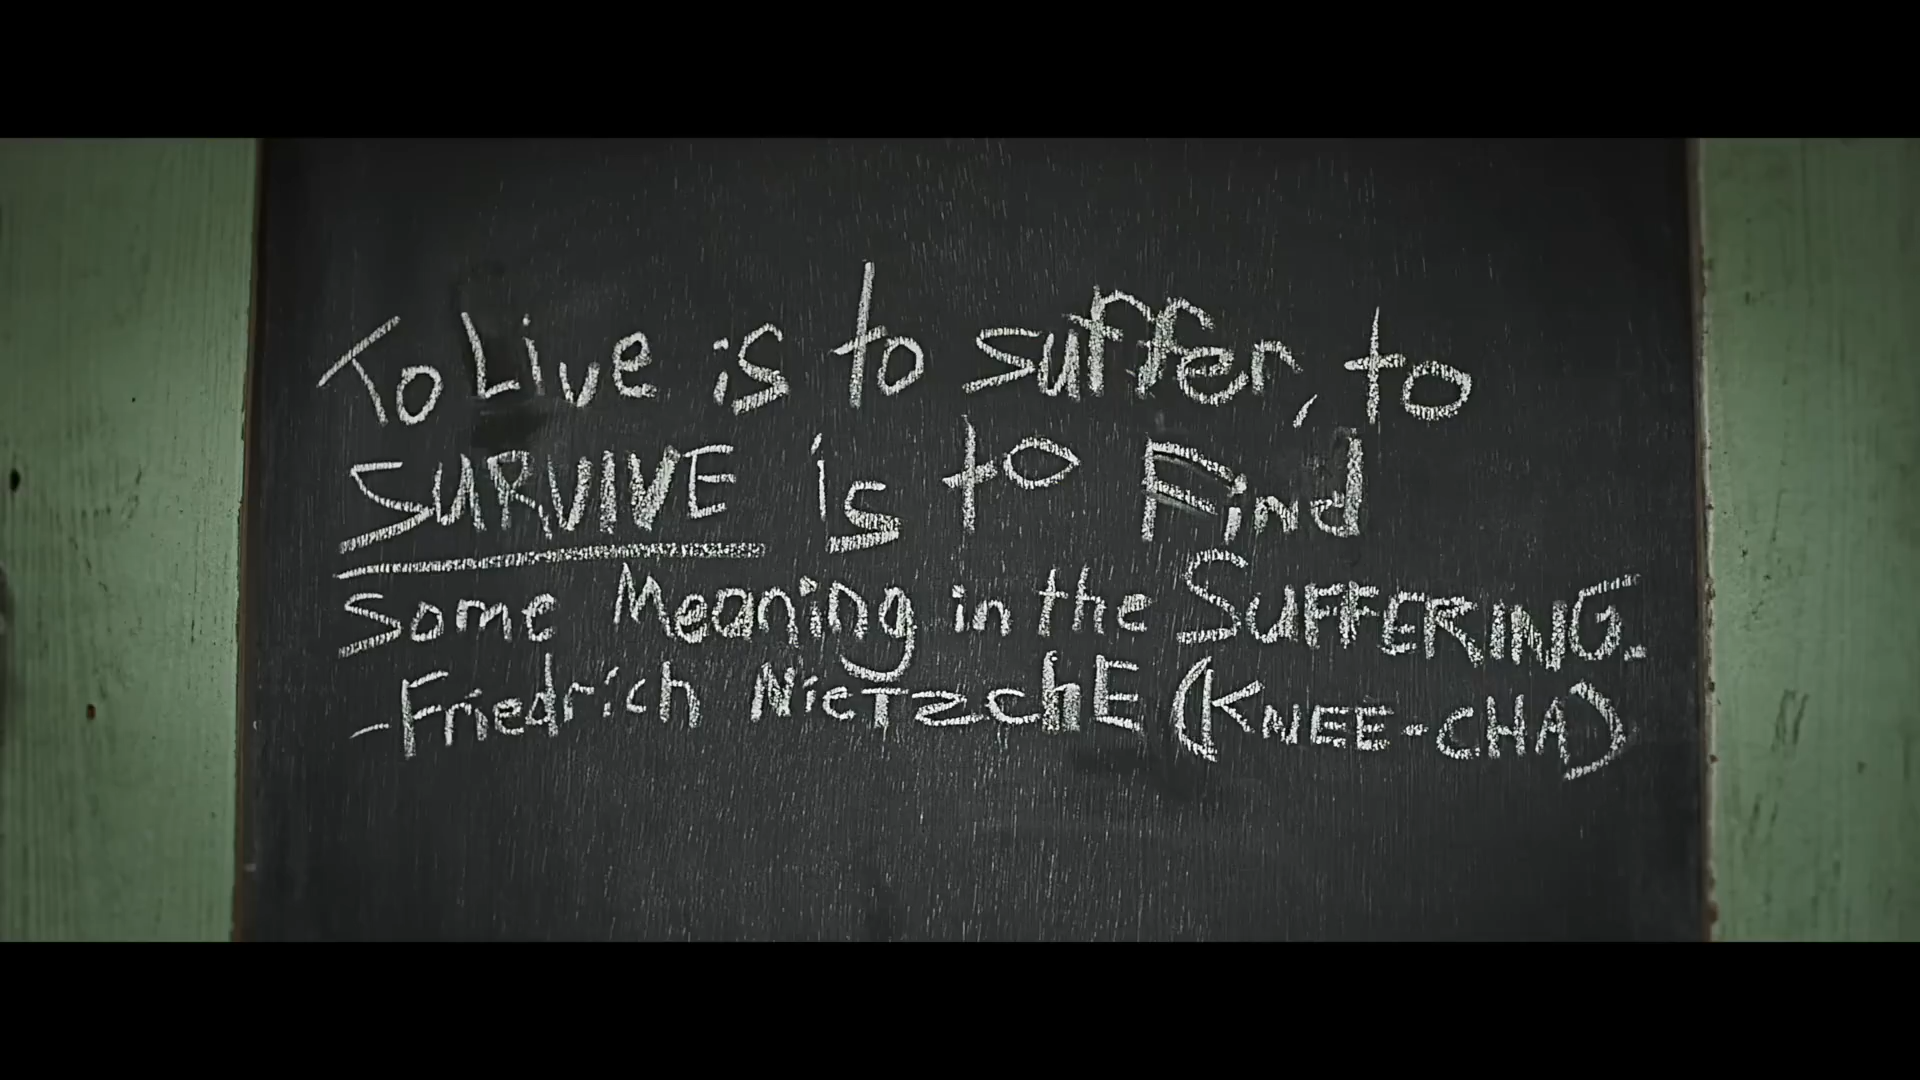 To Live is to suffer, to
SURVIVE is to Find
Some Meaning in the SUFFERING.
-Friedrich NieTzchE (KNEE-CHA)